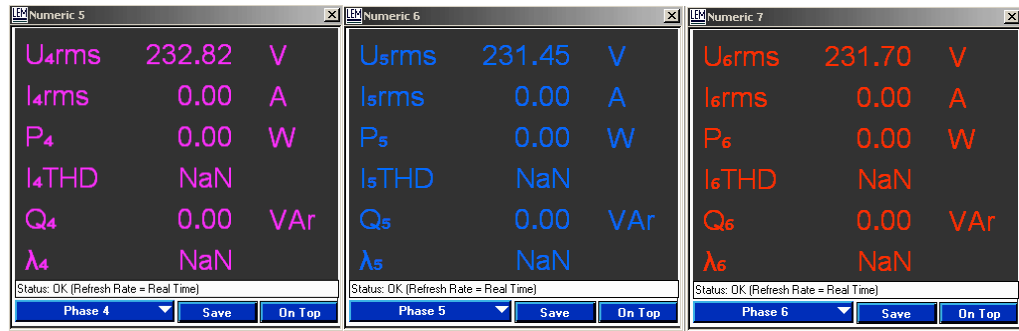 LEM Numeric 5
U4rms 232.82 V
I4rms 0.00 A
P4 0.00 W
I4THD NaN
Q4 0.00 VAr
λ4 NaN
Status: OK (Refresh Rate = Real Time)
Phase 4 Save On Top
LEM Numeric 6
U5rms 231.45 V
I5rms 0.00 A
P5 0.00 W
I5THD NaN
Q5 0.00 VAr
λ5 NaN
Status: OK (Refresh Rate = Real Time)
Phase 5 Save On Top
LEM Numeric 7
U6rms 231.70 V
I6rms 0.00 A
P6 0.00 W
I6THD NaN
Q6 0.00 VAr
λ6 NaN
Status: OK (Refresh Rate = Real Time)
Phase 6 Save On Top